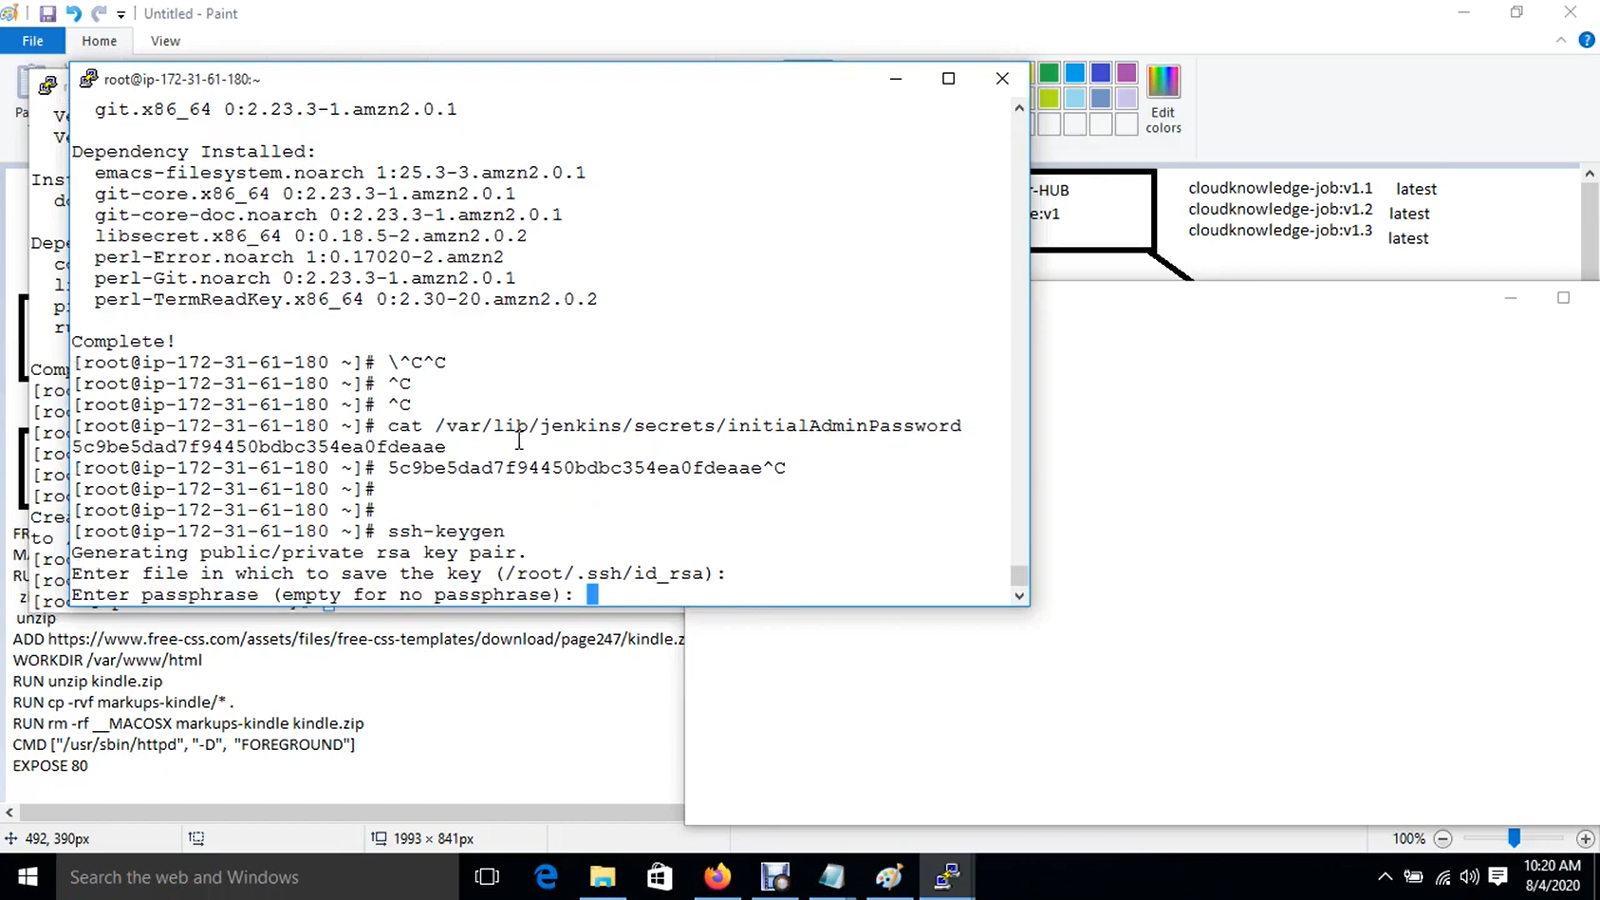 Untitled - Paint
File
Home
View
root@ip-172-31-61-180:~
git.x86_64 0:2.23.3-1.amzn2.0.1
Dependency Installed:
emacs-filesystem.noarch 1:25.3-3.amzn2.0.1
git-core.x86_64 0:2.23.3-1.amzn2.0.1
git-core-doc.noarch 0:2.23.3-1.amzn2.0.1
libsecret.x86_64 0:0.18.5-2.amzn2.0.2
perl-Error.noarch 1:0.17020-2.amzn2
perl-Git.noarch 0:2.23.3-1.amzn2.0.1
perl-TermReadKey.x86_64 0:2.30-20.amzn2.0.2
Complete!
[root@ip-172-31-61-180 ~]# \^C^C
[root@ip-172-31-61-180 ~]# ^C
[root@ip-172-31-61-180 ~]# ^C
[root@ip-172-31-61-180 ~]# cat /var/lib/jenkins/secrets/initialAdminPassword
5c9be5dad7f94450bdbc354ea0fdeaae
[root@ip-172-31-61-180 ~]# 5c9be5dad7f94450bdbc354ea0fdeaae^C
[root@ip-172-31-61-180 ~]#
[root@ip-172-31-61-180 ~]#
[root@ip-172-31-61-180 ~]# ssh-keygen
Generating public/private rsa key pair.
Enter file in which to save the key (/root/.ssh/id_rsa):
Enter passphrase (empty for no passphrase):
Edit colors
-HUB
e:v1
cloudknowledge-job:v1.1 latest
cloudknowledge-job:v1.2 latest
cloudknowledge-job:v1.3 latest
unzip
ADD https://www.free-css.com/assets/files/free-css-templates/download/page247/kindle.z
WORKDIR /var/www/html
RUN unzip kindle.zip
RUN cp -rvf markups-kindle/* .
RUN rm -rf __MACOSX markups-kindle kindle.zip
CMD ["/usr/sbin/httpd", "-D", "FOREGROUND"]
EXPOSE 80
492, 390px
1993 × 841px
100%
Search the web and Windows
10:20 AM
8/4/2020